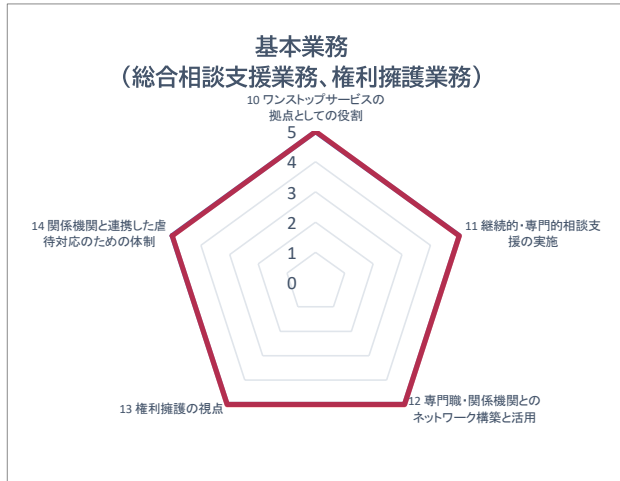 基本業務
（総合相談支援業務、権利擁護業務）
10 ワンストップサービスの
拠点としての役割
5
4
3
2
1
0
11 継続的・専門的相談支
援の実施
14 関係機関と連携した虐
待対応のための体制
13 権利擁護の視点
12 専門職・関係機関との
ネットワーク構築と活用